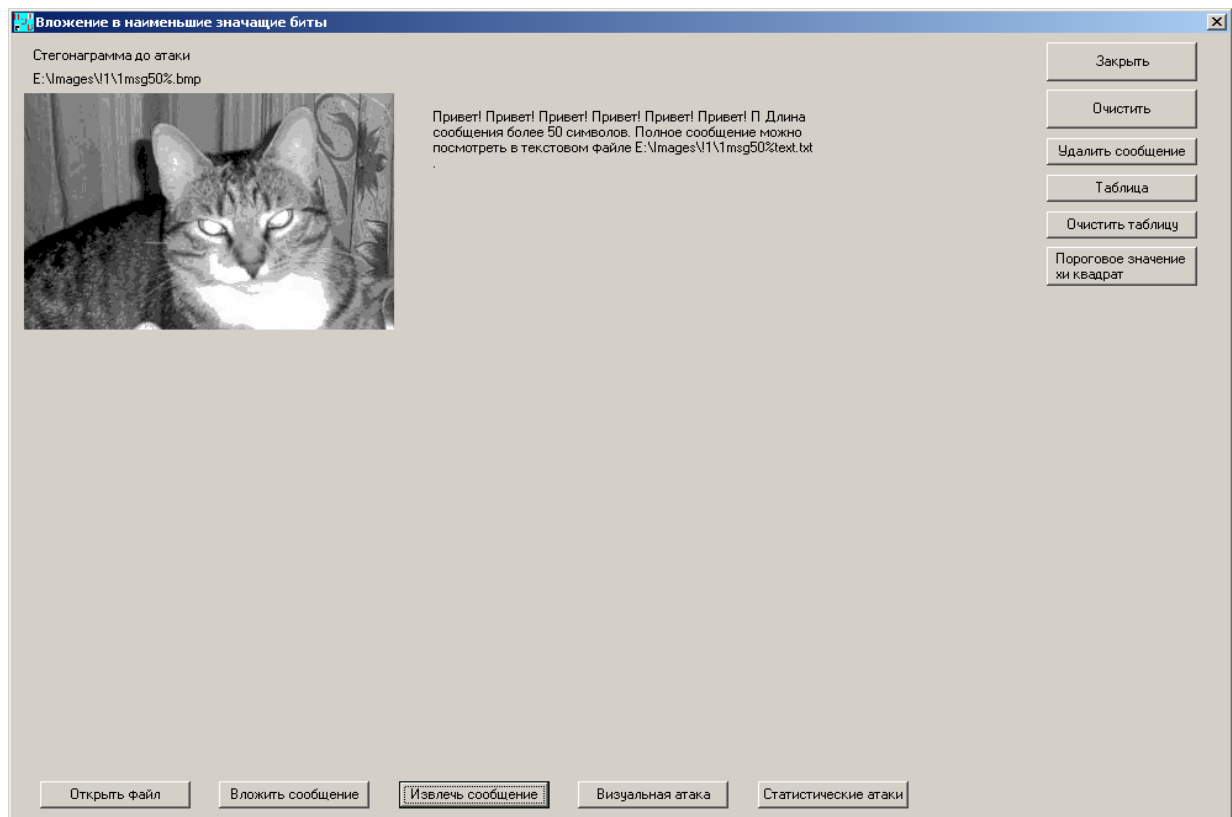 Вложение в наименьшие значащие биты
Стегонаграмма до атаки
E:\Images\!1\1msg50%.bmp
Привет! Привет! Привет! Привет! Привет! Привет! П Длина
сообщения более 50 символов. Полное сообщение можно
посмотреть в текстовом файле E:\Images\!1\1msg50%text.txt
.
Закрыть
Очистить
Удалить сообщение
Таблица
Очистить таблицу
Пороговое значение
хи квадрат
Открыть файл
Вложить сообщение
Извлечь сообщение
Визуальная атака
Статистические атаки